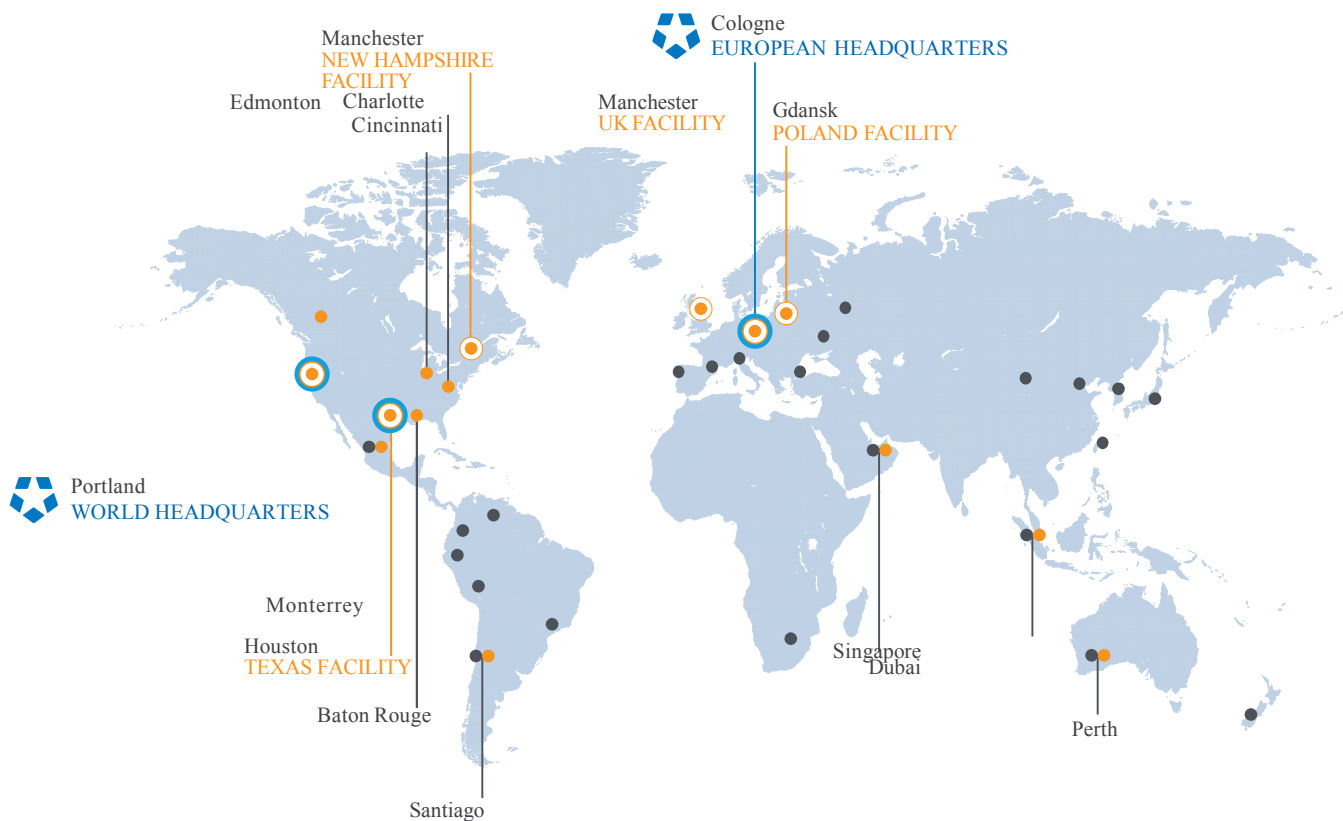 Cologne
EUROPEAN HEADQUARTERS
Manchester
NEW HAMPSHIRE
FACILITY
Edmonton
Charlotte
Cincinnati
Manchester
UK FACILITY
Gdansk
POLAND FACILITY
Portland
WORLD HEADQUARTERS
Monterrey
Houston
TEXAS FACILITY
Baton Rouge
Santiago
Singapore
Dubai
Perth